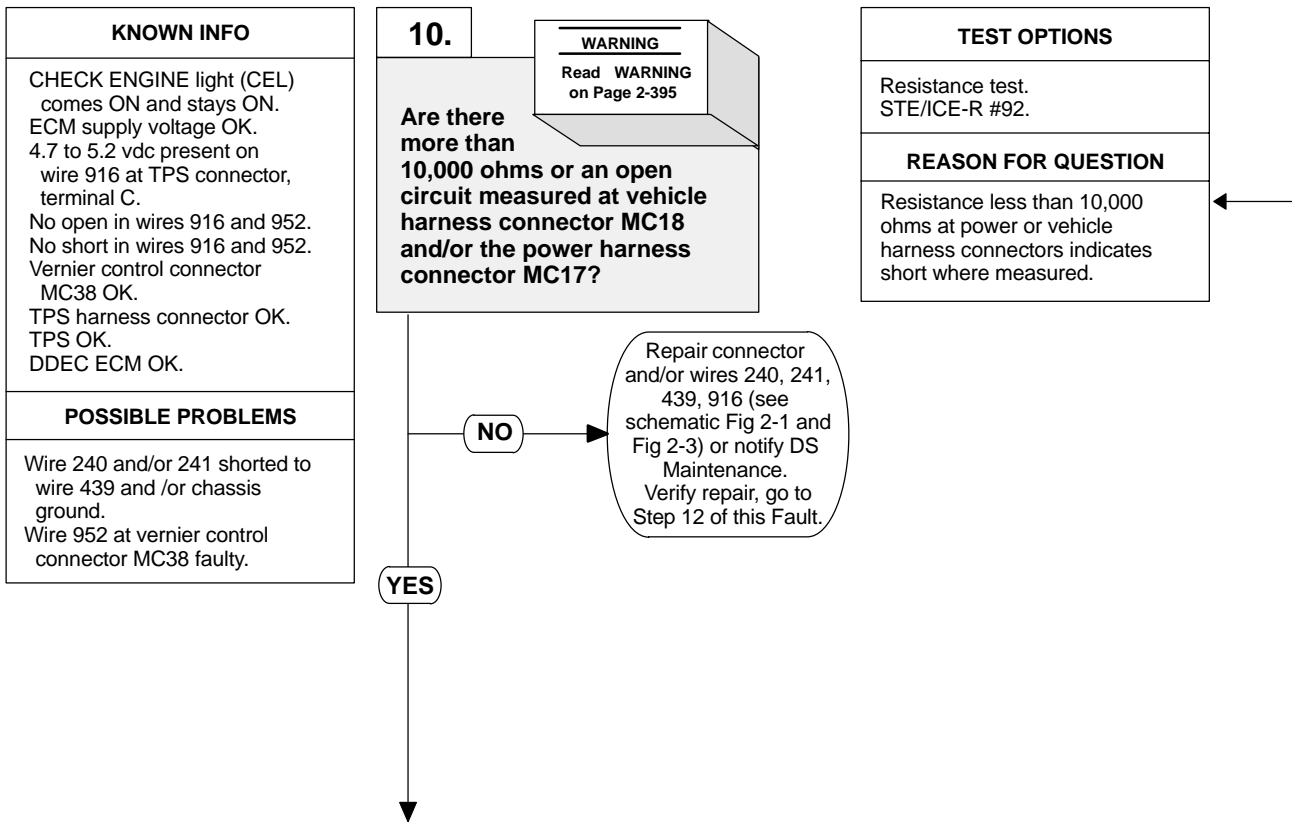 KNOWN INFO
CHECK ENGINE light (CEL)
comes ON and stays ON.
ECM supply voltage OK.
4.7 to 5.2 vdc present on
wire 916 at TPS connector,
terminal C.
No open in wires 916 and 952.
No short in wires 916 and 952.
Vernier control connector
MC38 OK.
TPS harness connector OK.
TPS OK.
DDEC ECM OK.
POSSIBLE PROBLEMS
Wire 240 and/or 241 shorted to
wire 439 and /or chassis
ground.
Wire 952 at vernier control
connector MC38 faulty.
10.
WARNING
Read WARNING
on Page 2-395
Are there
more than
10,000 ohms or an open
circuit measured at vehicle
harness connector MC18
and/or the power harness
connector MC17?
NO
Repair connector
and/or wires 240, 241,
439, 916 (see
schematic Fig 2-1 and
Fig 2-3) or notify DS
Maintenance.
Verify repair, go to
Step 12 of this Fault.
YES
TEST OPTIONS
Resistance test.
STE/ICE-R #92.
REASON FOR QUESTION
Resistance less than 10,000
ohms at power or vehicle
harness connectors indicates
short where measured.